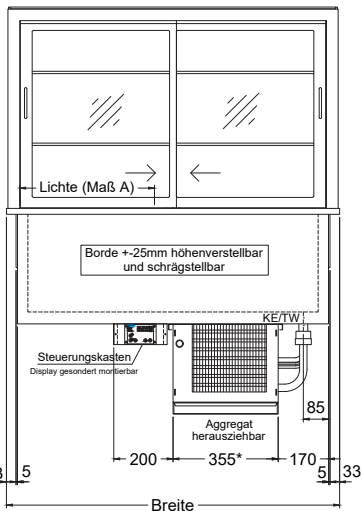 Lichte (Maß A)
Borde +-25mm höhenverstellbar
und schrägstellbar
KE/TW
Steuerungskasten
Display gesondert montierbar
Aggregat
herausziehbar
85
200
355*
170
3
5
5
33
Breite